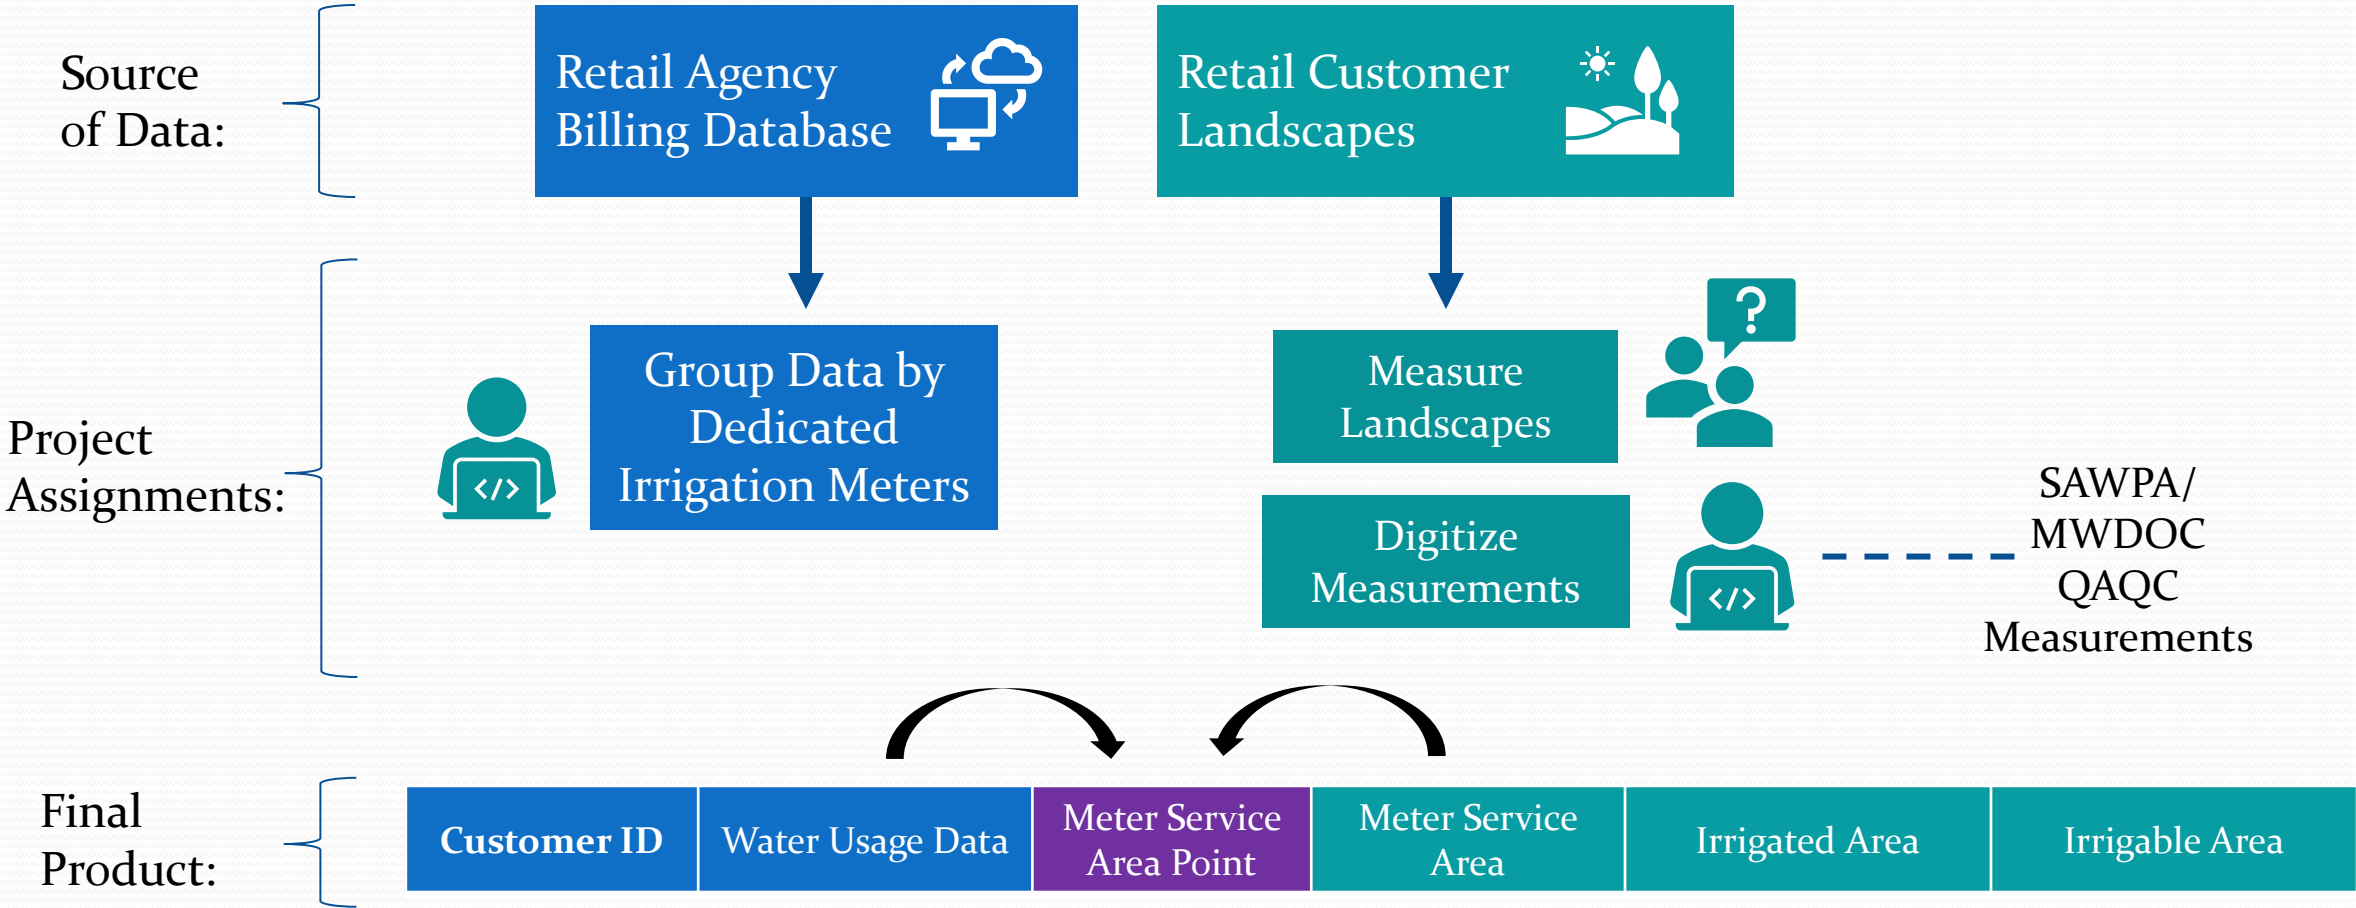 Source
of Data:
Retail Agency
Billing Database
Retail Customer
Landscapes
?
Project
Assignments:
Group Data by
Dedicated
Irrigation Meters
</>
Measure
Landscapes
Digitize
Measurements
</>
SAWPA/
MWDOC
QAQC
Measurements
Final
Product:
Customer ID
Water Usage Data
Meter Service
Area Point
Meter Service
Area
Irrigated Area
Irrigable Area